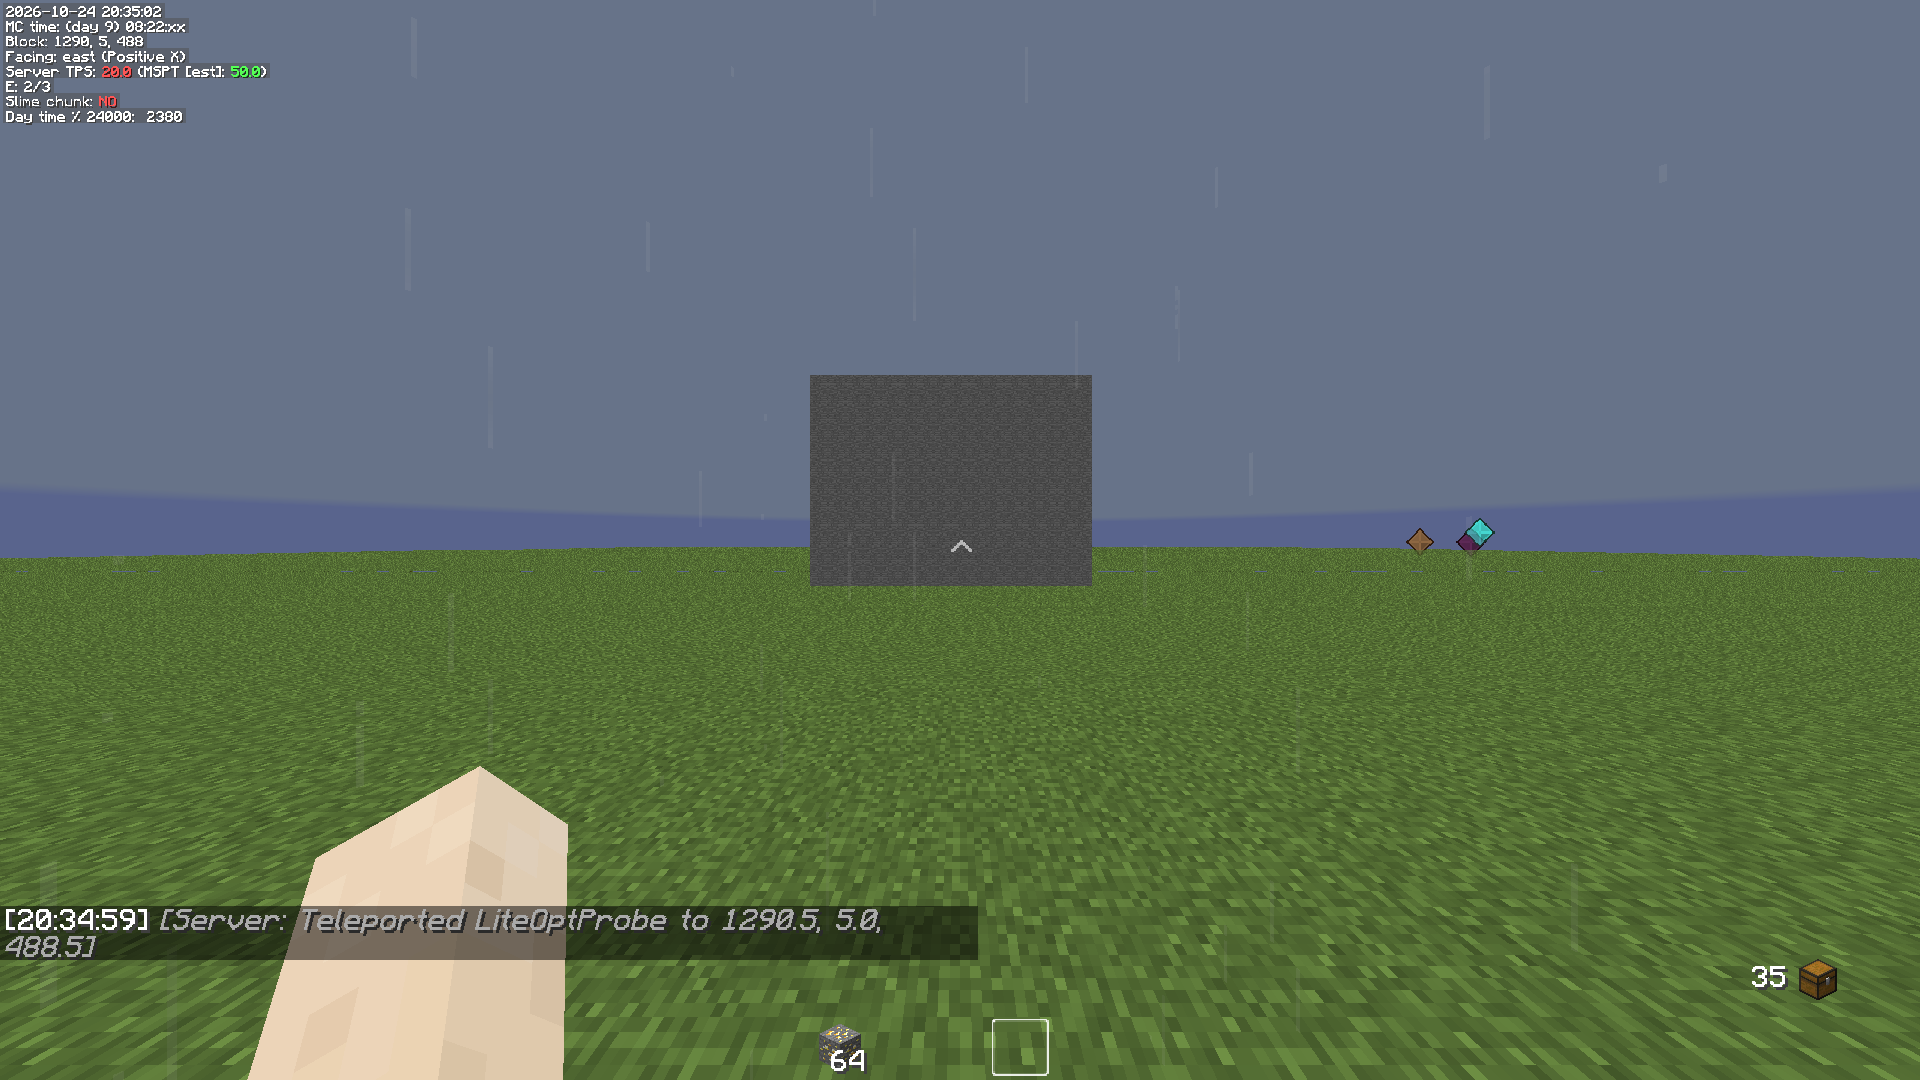 2026-10-24 20:35:02
MC time: (day 9) 08:22:xx
Block: 1290, 5, 488
Facing: east (Positive X)
Server TPS: 20.0 (MSPT [est]: 50.0)
E: 2/3
Slime chunk: NO
Day time % 24000:  2380
[20:34:59] [Server: Teleported LiteOptProbe to 1290.5, 5.0,
488.5]
35
64